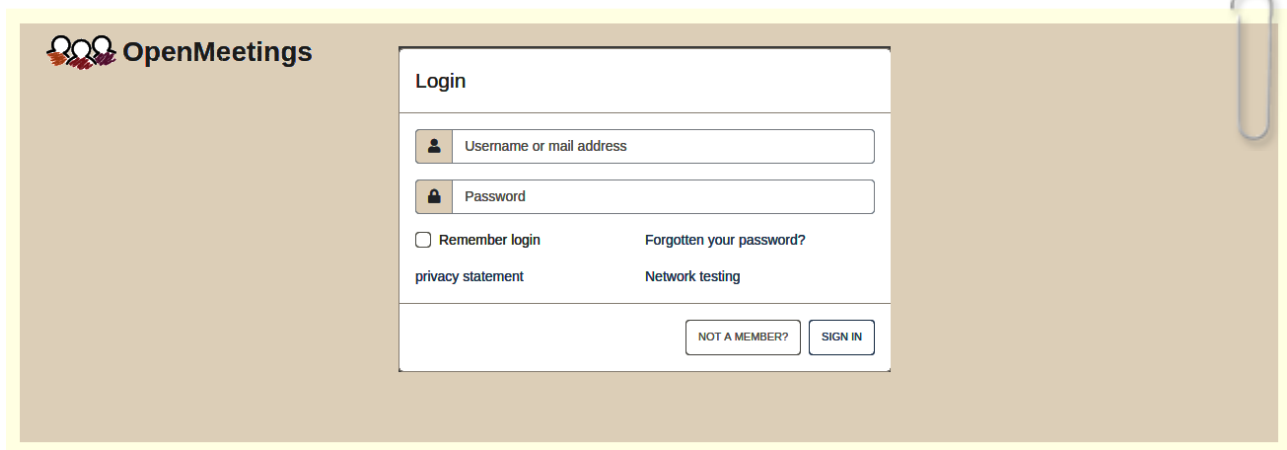 OpenMeetings
Login
Username or mail address
Password
Remember login
Forgotten your password?
privacy statement
Network testing
NOT A MEMBER?
SIGN IN